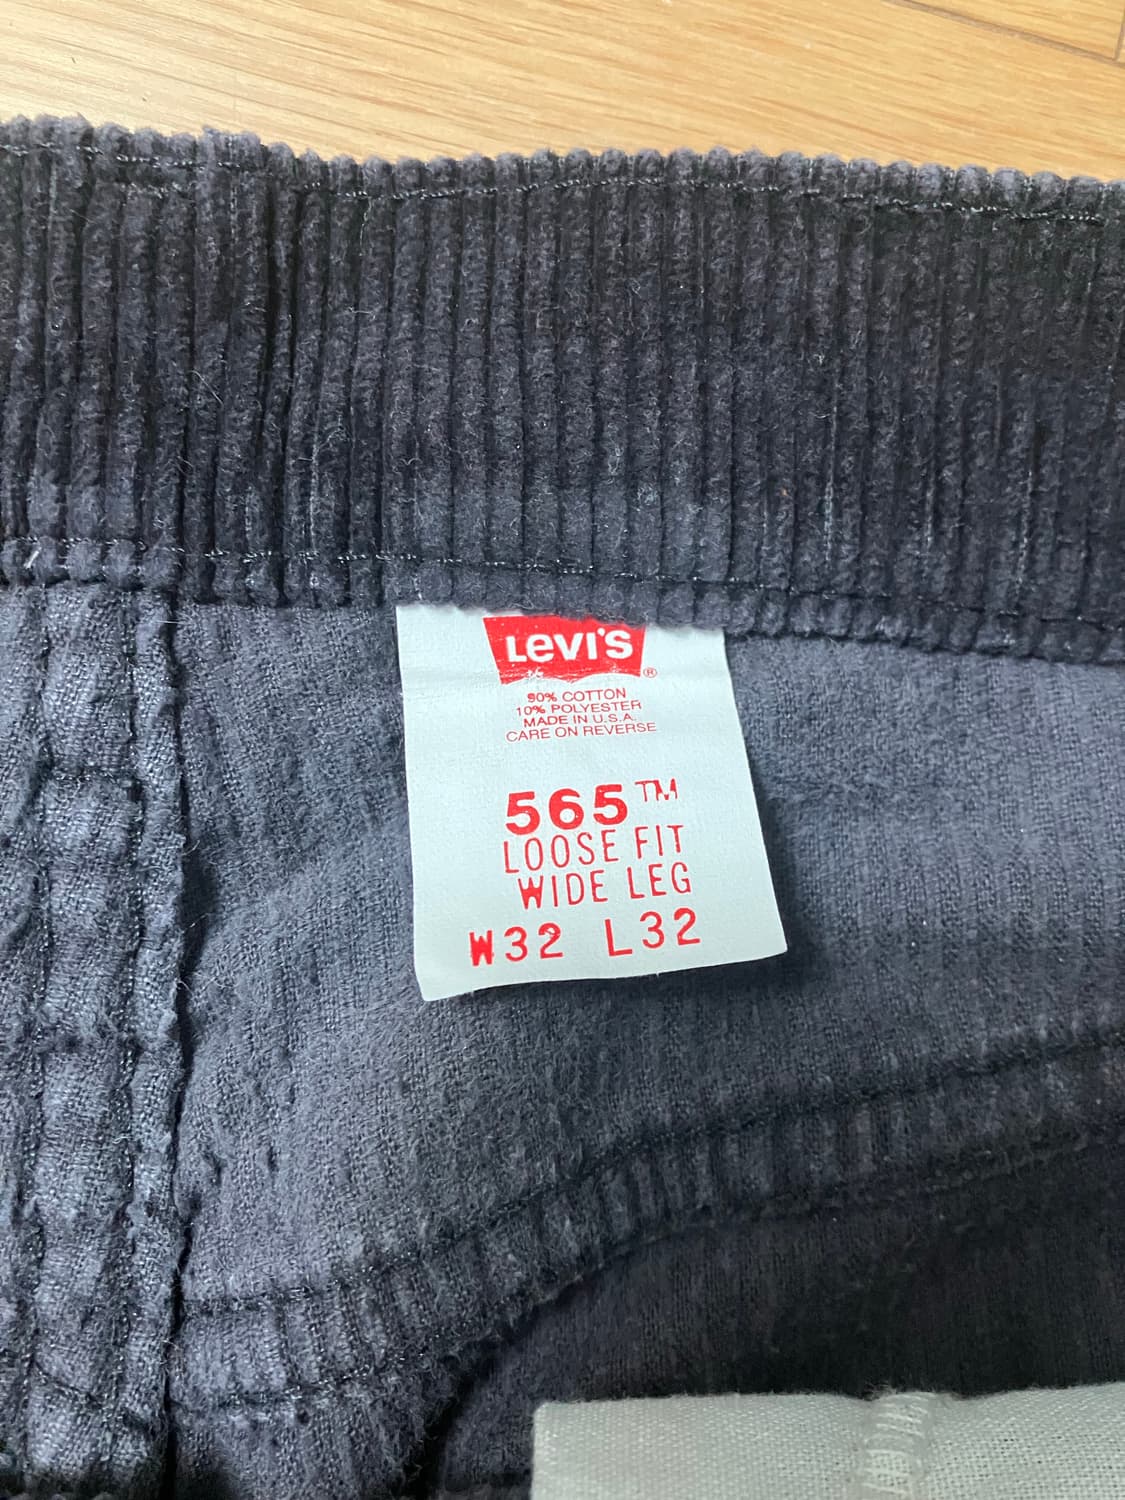 Levi's ®
90% COTTON
10% POLYESTER
MADE IN U.S.A.
CARE ON REVERSE
565™
LOOSE FIT
WIDE LEG
W32 L32